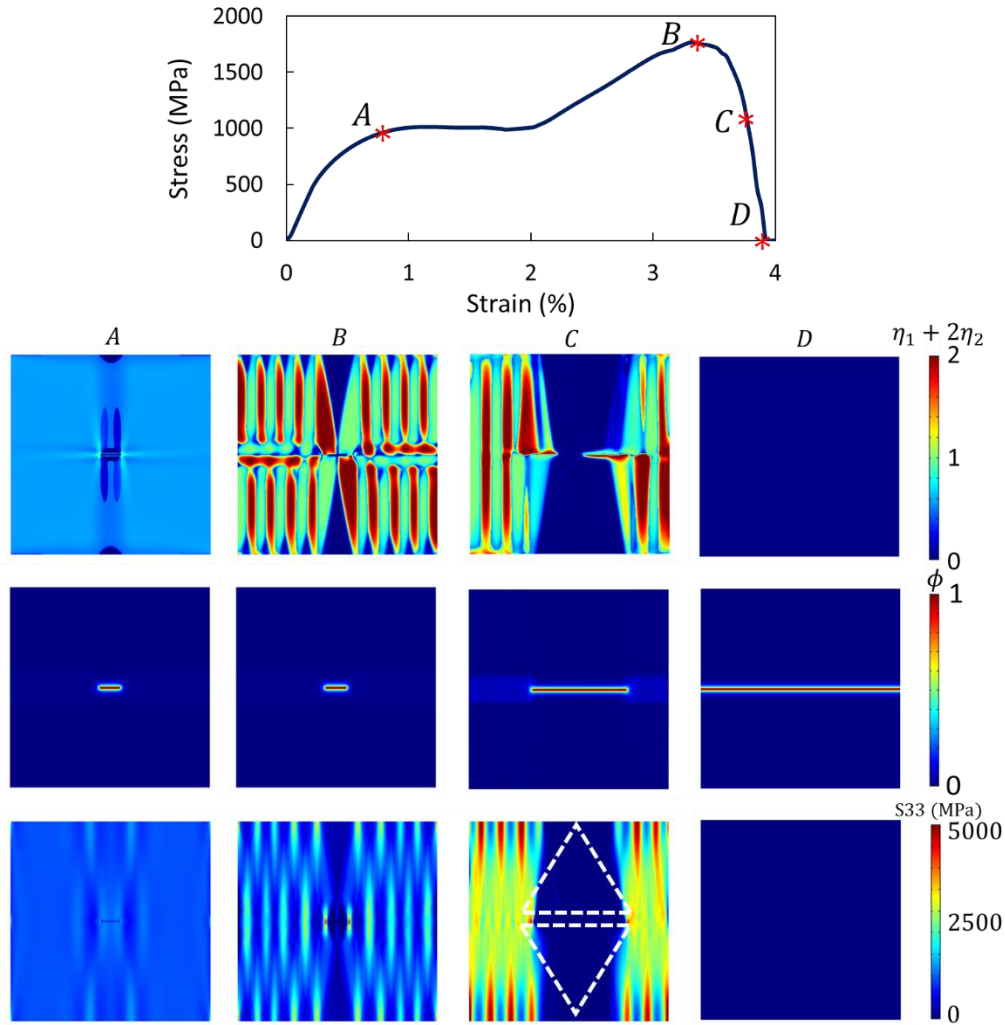 2000
1500
1000
500
0
Stress (MPa)
A
B
C
D
0 1 2 3 4
Strain (%)
A B C D η₁ + 2η₂
2
1
0
ϕ
1
0
S33 (MPa)
5000
2500
0